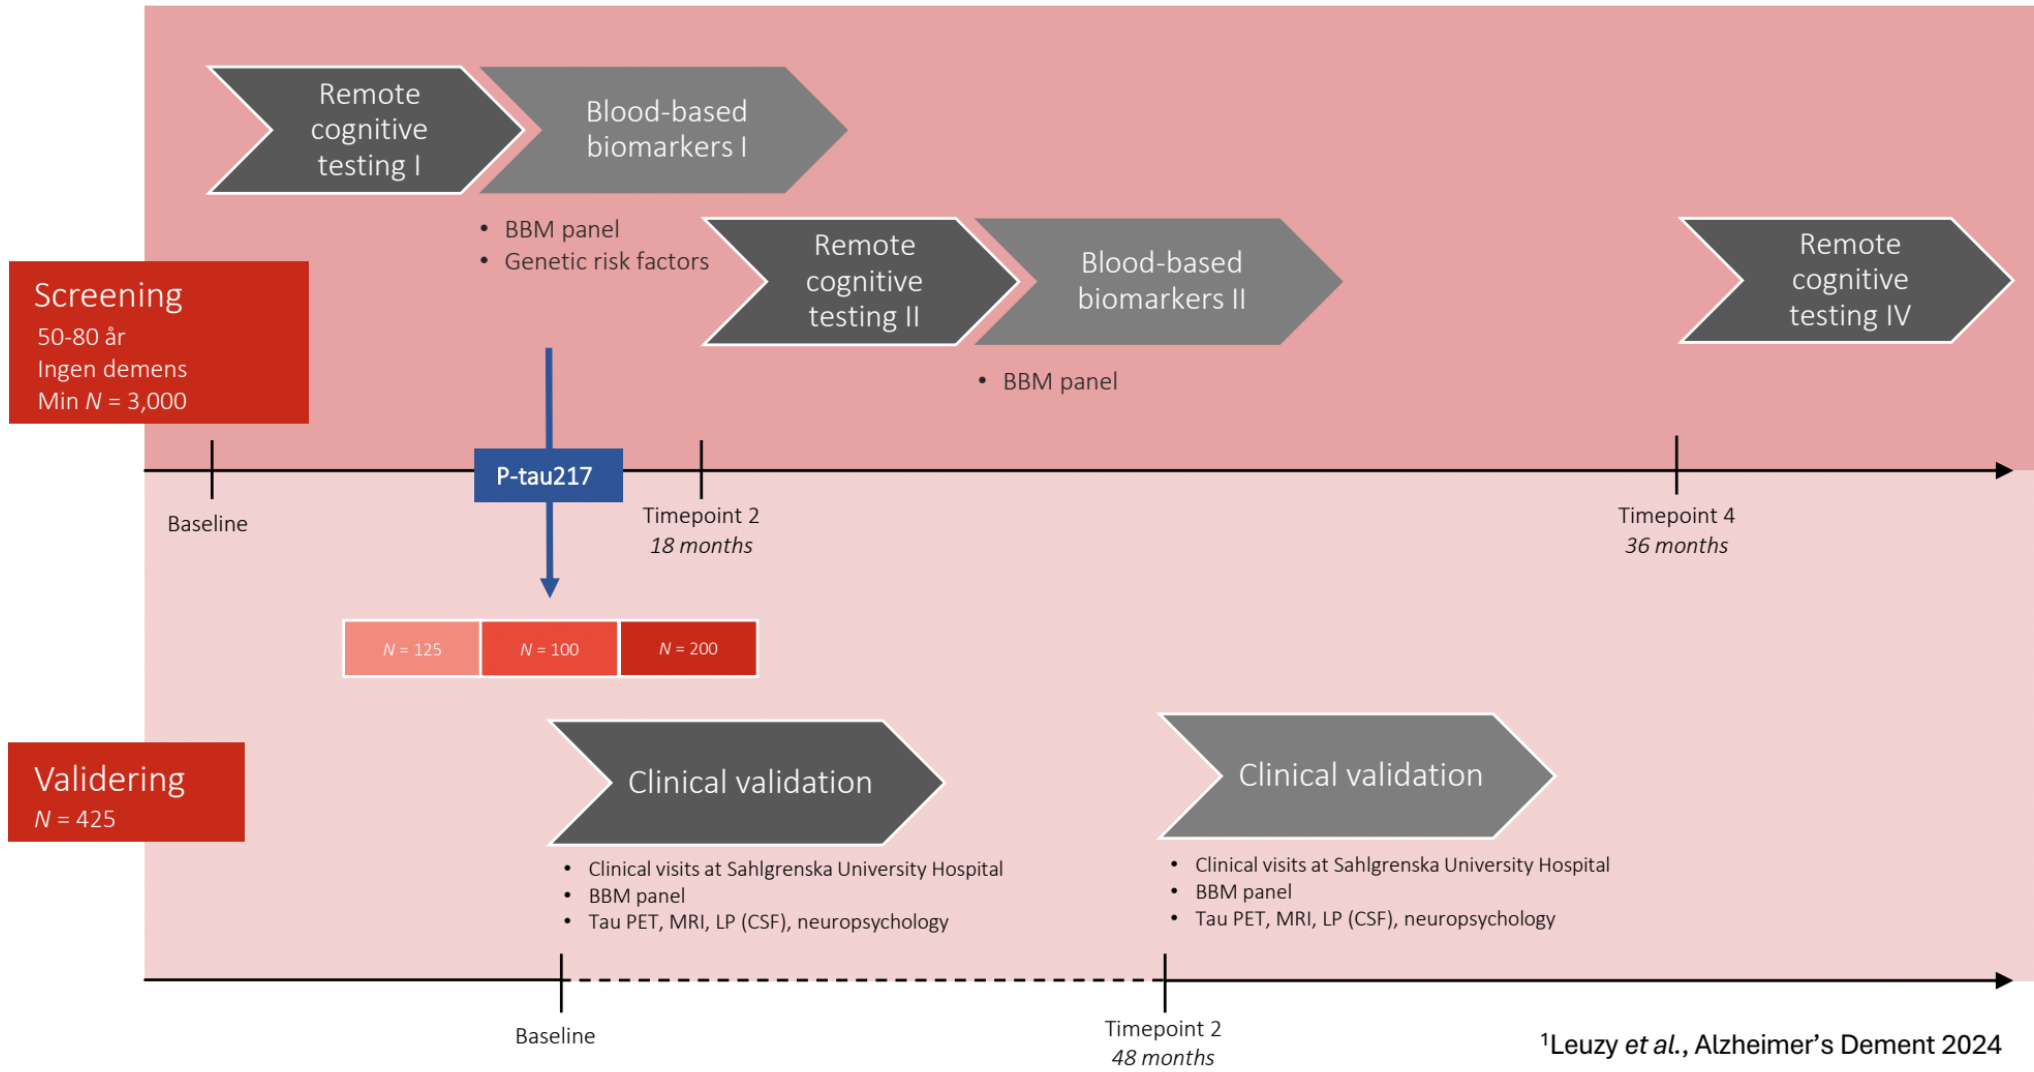 Remote
cognitive
testing I
Blood-based
biomarkers I
• BBM panel
• Genetic risk factors
Remote
cognitive
testing II
Blood-based
biomarkers II
• BBM panel
Remote
cognitive
testing IV
Screening
50-80 år
Ingen demens
Min N = 3,000
P-tau217
Baseline
Timepoint 2
18 months
Timepoint 4
36 months
N = 125
N = 100
N = 200
Validering
N = 425
Clinical validation
• Clinical visits at Sahlgrenska University Hospital
• BBM panel
• Tau PET, MRI, LP (CSF), neuropsychology
Clinical validation
• Clinical visits at Sahlgrenska University Hospital
• BBM panel
• Tau PET, MRI, LP (CSF), neuropsychology
Baseline
Timepoint 2
48 months
¹Leuzy et al., Alzheimer's Dement 2024